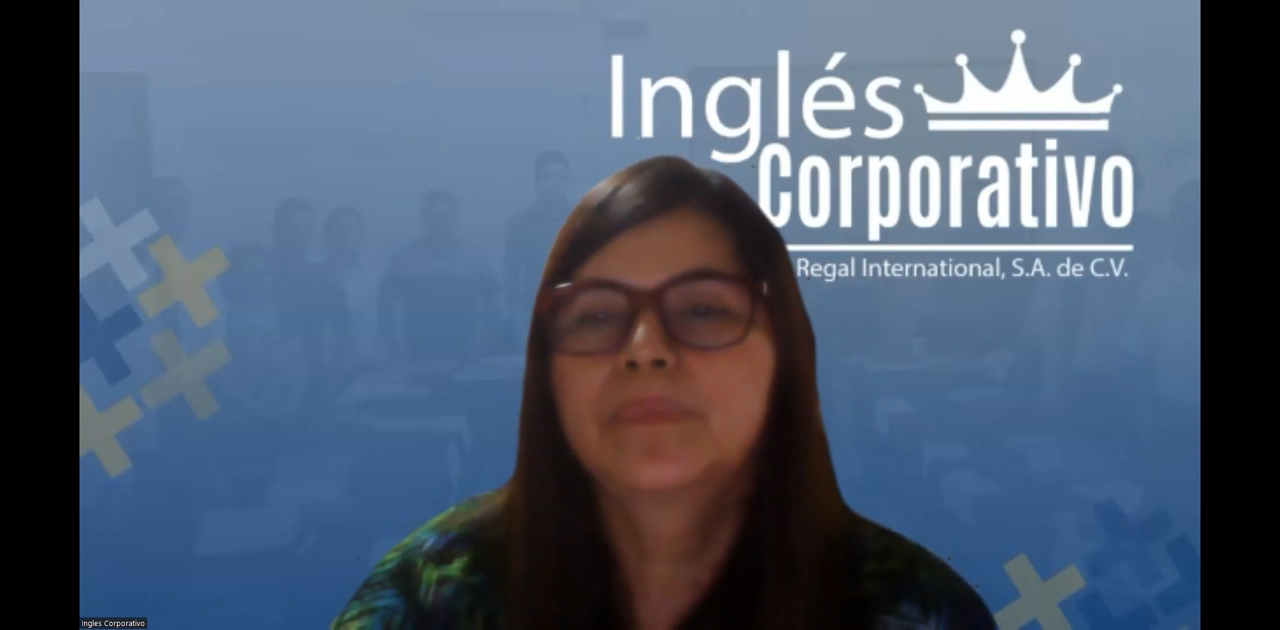 Inglés
Corporativo
Regal International, S.A. de C.V.
Ingles Corporativo